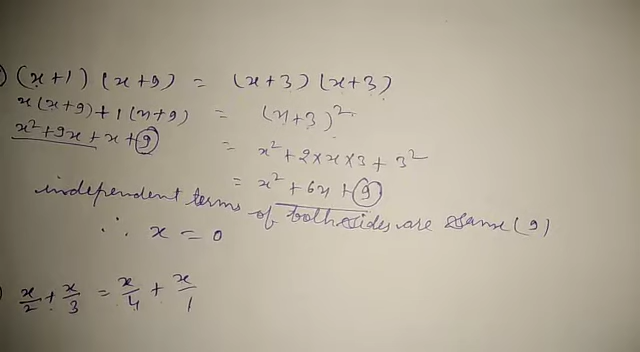 ) (x+1) (x+9) = (x+3) (x+3)
x(x+9)+1(x+9) = (x+3)²
x²+9x+x+9 = x²+2×x×3+3²
= x²+6x+9
independent terms of both sides are same (9)
∴ x = 0
) x/2 + x/3 = x/4 + x/1